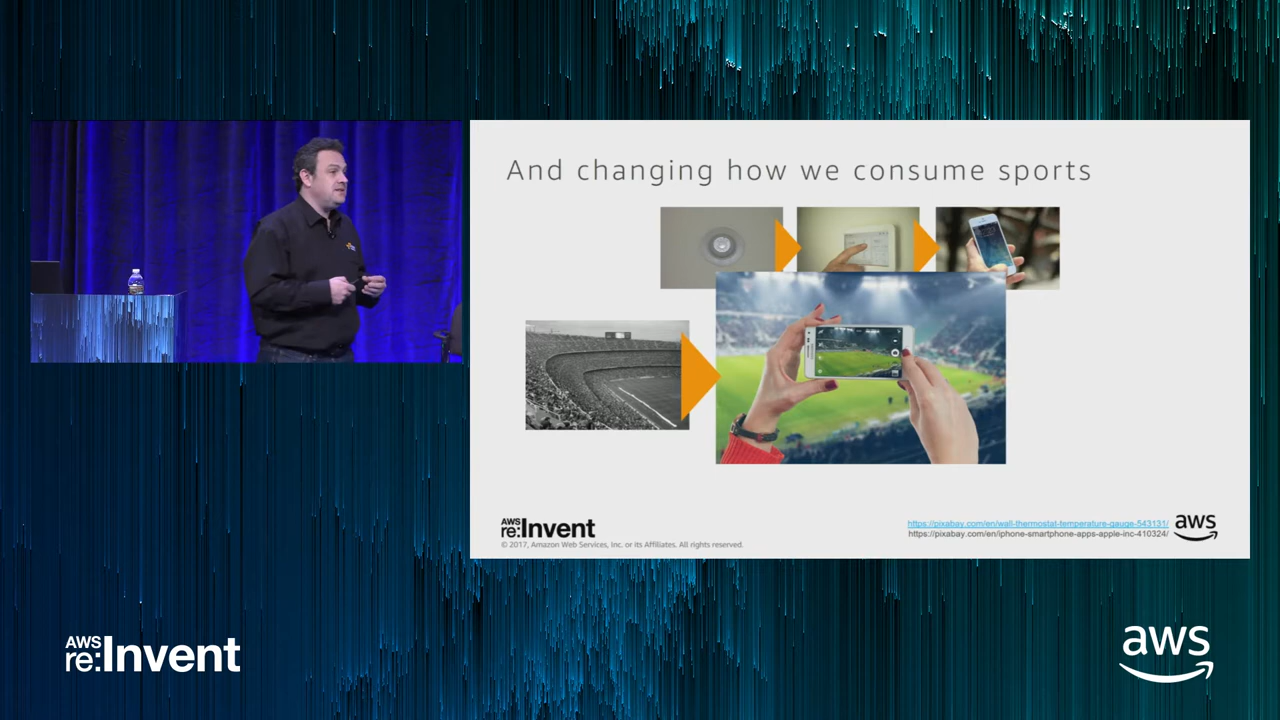 And changing how we consume sports
AWS
re:Invent
© 2017, Amazon Web Services, Inc. or its Affiliates. All rights reserved.
https://pixabay.com/en/wall-thermostat-temperature-gauge-543131/
https://pixabay.com/en/iphone-smartphone-apps-apple-inc-410324/
aws
AWS
re:Invent
aws